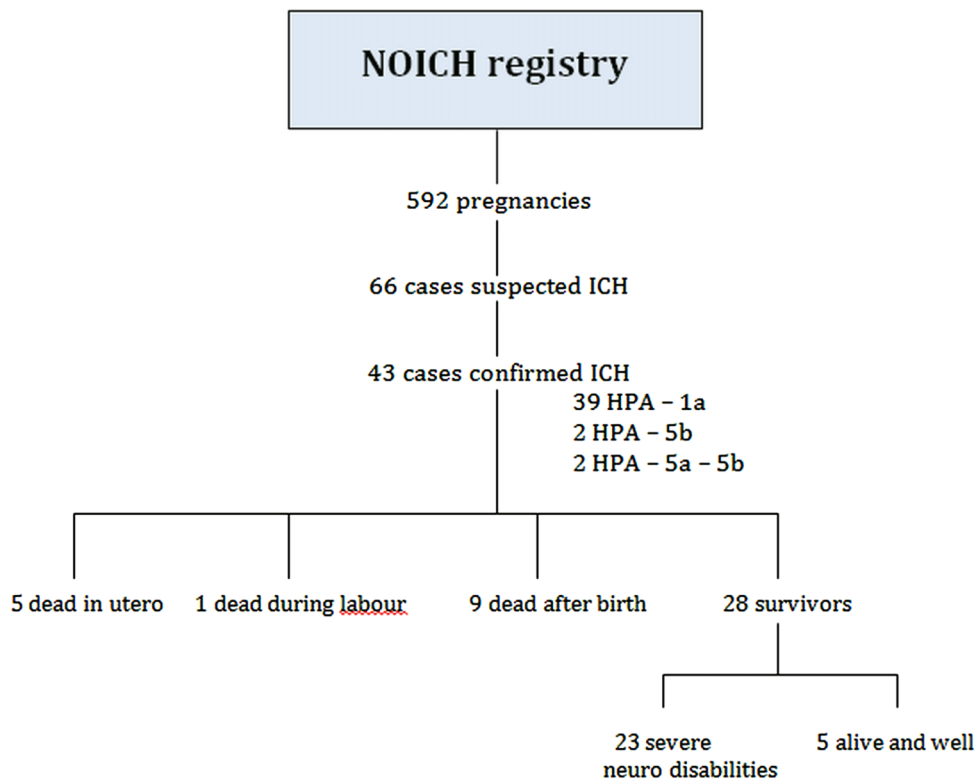 NOICH registry
592 pregnancies
66 cases suspected ICH
43 cases confirmed ICH
39 HPA – 1a
2 HPA – 5b
2 HPA – 5a – 5b
5 dead in utero
1 dead during labour
9 dead after birth
28 survivors
23 severe
neuro disabilities
5 alive and well